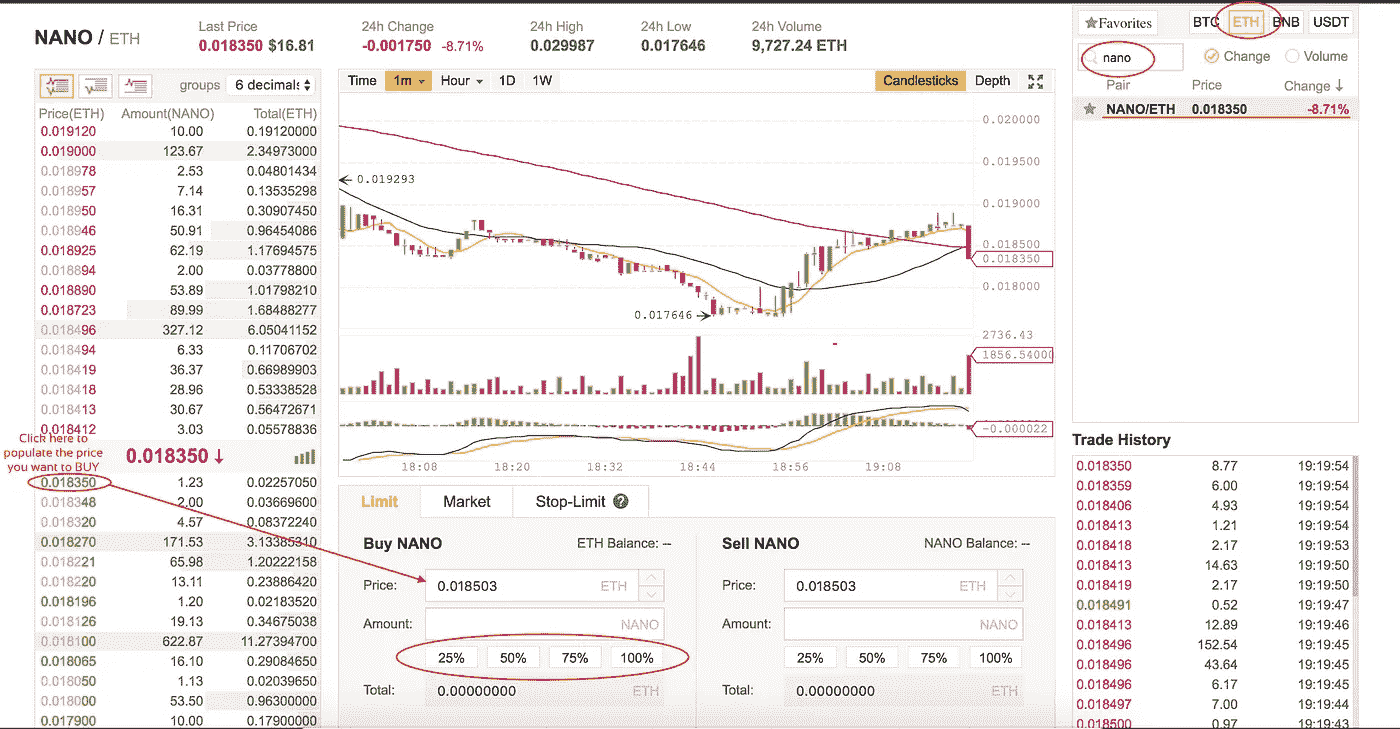 NANO / ETH
Last Price
0.018350 $16.81
24h Change
-0.001750 -8.71%
24h High
0.029987
24h Low
0.017646
24h Volume
9,727.24 ETH
groups 6 decimals
Price(ETH) Amount(NANO) Total(ETH)
0.019120 10.00 0.19120000
0.019000 123.67 2.34973000
0.018978 2.53 0.04801434
0.018957 7.14 0.13535298
0.018950 16.31 0.30907450
0.018946 50.91 0.96454086
0.018925 62.19 1.17694575
0.018894 2.00 0.03778800
0.018890 53.89 1.01798210
0.018723 89.99 1.68488277
0.018496 327.12 6.05041152
0.018494 6.33 0.11706702
0.018419 36.37 0.66989903
0.018418 28.96 0.53338528
0.018413 30.67 0.56472671
0.018412 3.03 0.05578836
Click here to
populate the price
you want to BUY
0.018350 ↓
0.018350 1.23 0.02257050
0.018348 2.00 0.03669600
0.018320 4.57 0.08372240
0.018270 171.53 3.13385310
0.018221 65.98 1.20222158
0.018220 13.11 0.23886420
0.018196 1.20 0.02183520
0.018126 19.13 0.34675038
0.018100 622.87 11.27394700
0.018065 16.10 0.29084650
0.018050 1.13 0.02039650
0.018000 53.50 0.96300000
0.017900 10.00 0.17900000
Time 1m Hour 1D 1W Candlesticks Depth
0.020000
0.019500
0.019293
0.019000
0.018500
0.018350
0.018000
0.017646
2736.43
1856.54000
-0.000022
18:08 18:20 18:32 18:44 18:56 19:08
Limit Market Stop-Limit ?
Buy NANO ETH Balance: --
Price: 0.018503 ETH
Amount: NANO
25% 50% 75% 100%
Total: 0.00000000 ETH
Sell NANO NANO Balance: --
Price: 0.018503 ETH
Amount: NANO
25% 50% 75% 100%
Total: 0.00000000 ETH
★Favorites BTC ETH BNB USDT
nano Change Volume
Pair Price Change ↓
★ NANO/ETH 0.018350 -8.71%
Trade History
0.018350 8.77 19:19:54
0.018359 6.00 19:19:54
0.018406 4.93 19:19:54
0.018413 1.21 19:19:54
0.018418 2.17 19:19:53
0.018413 14.63 19:19:50
0.018419 2.17 19:19:50
0.018491 0.52 19:19:47
0.018413 12.89 19:19:46
0.018496 152.54 19:19:45
0.018496 43.64 19:19:45
0.018496 6.17 19:19:45
0.018497 7.00 19:19:44
0.018500 0.97 19:19:43